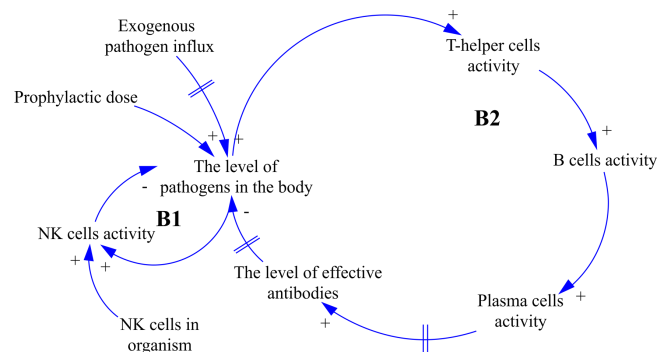 Exogenous
pathogen influx
+
T-helper cells
activity
Prophylactic dose
B2
+
+
+
The level of
pathogens in the body
B cells activity
-
B1
-
NK cells activity
+
+
The level of effective
antibodies
Plasma cells
activity
+
+
NK cells in
organism